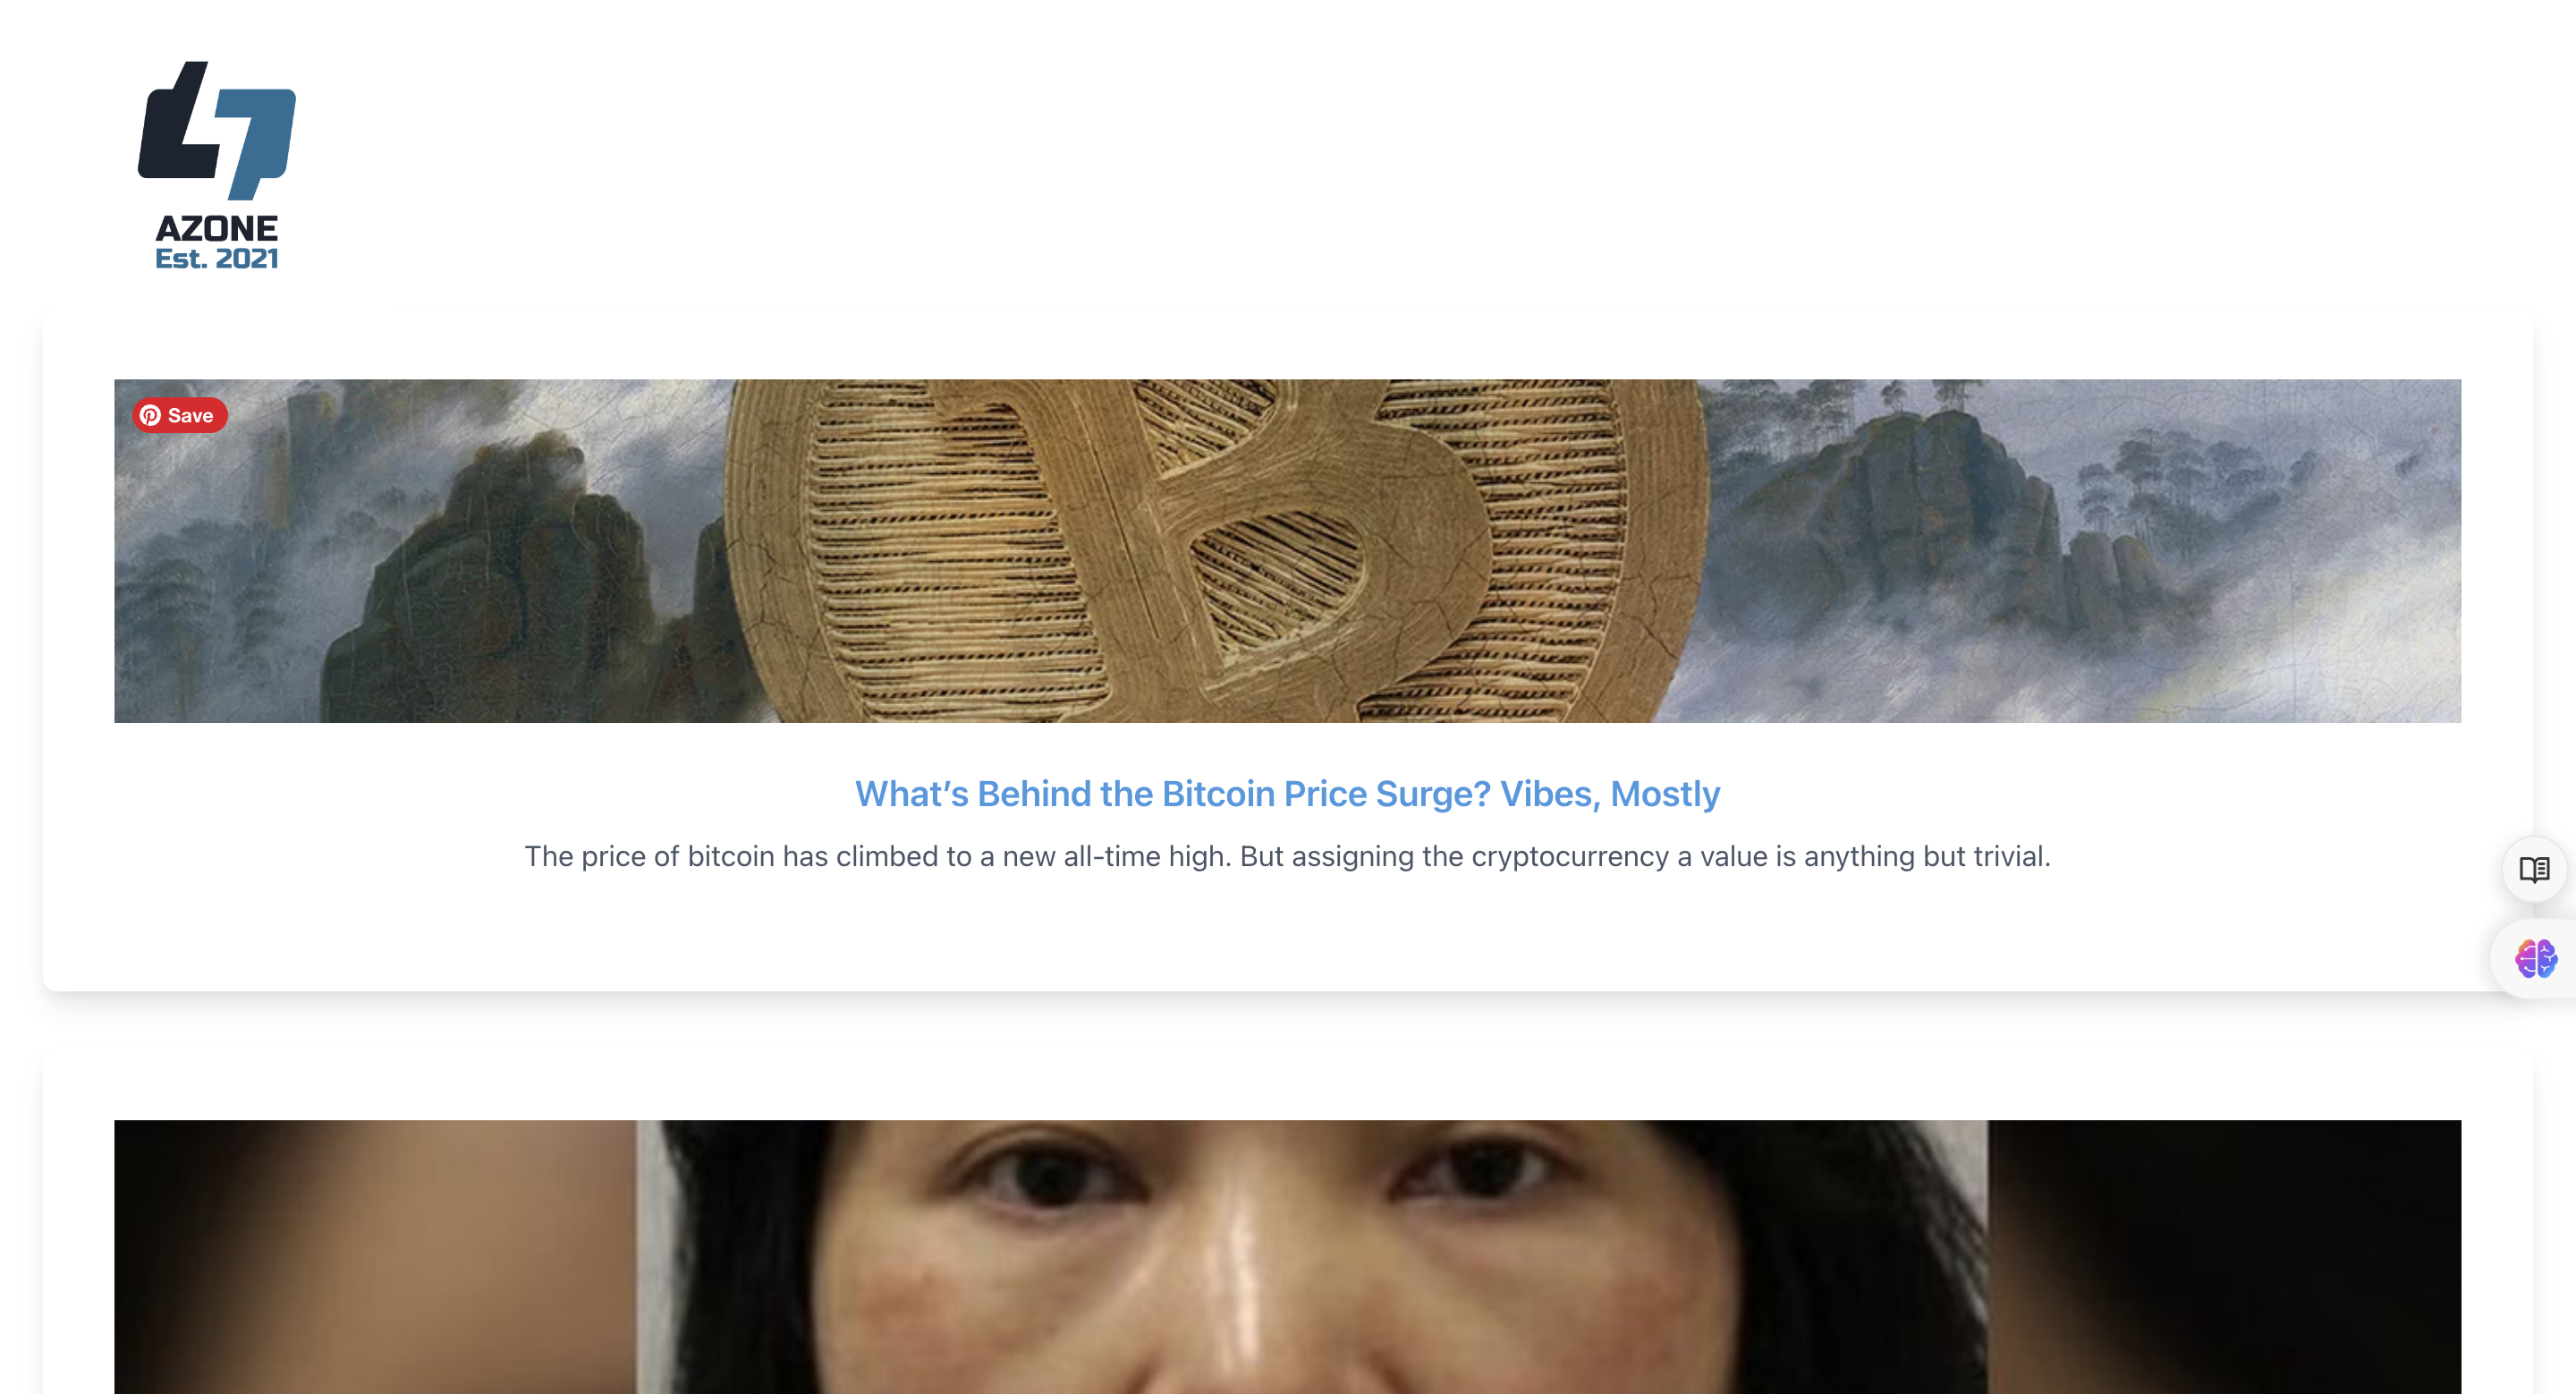 AZONE
Est. 2021
Save
What’s Behind the Bitcoin Price Surge? Vibes, Mostly
The price of bitcoin has climbed to a new all-time high. But assigning the cryptocurrency a value is anything but trivial.